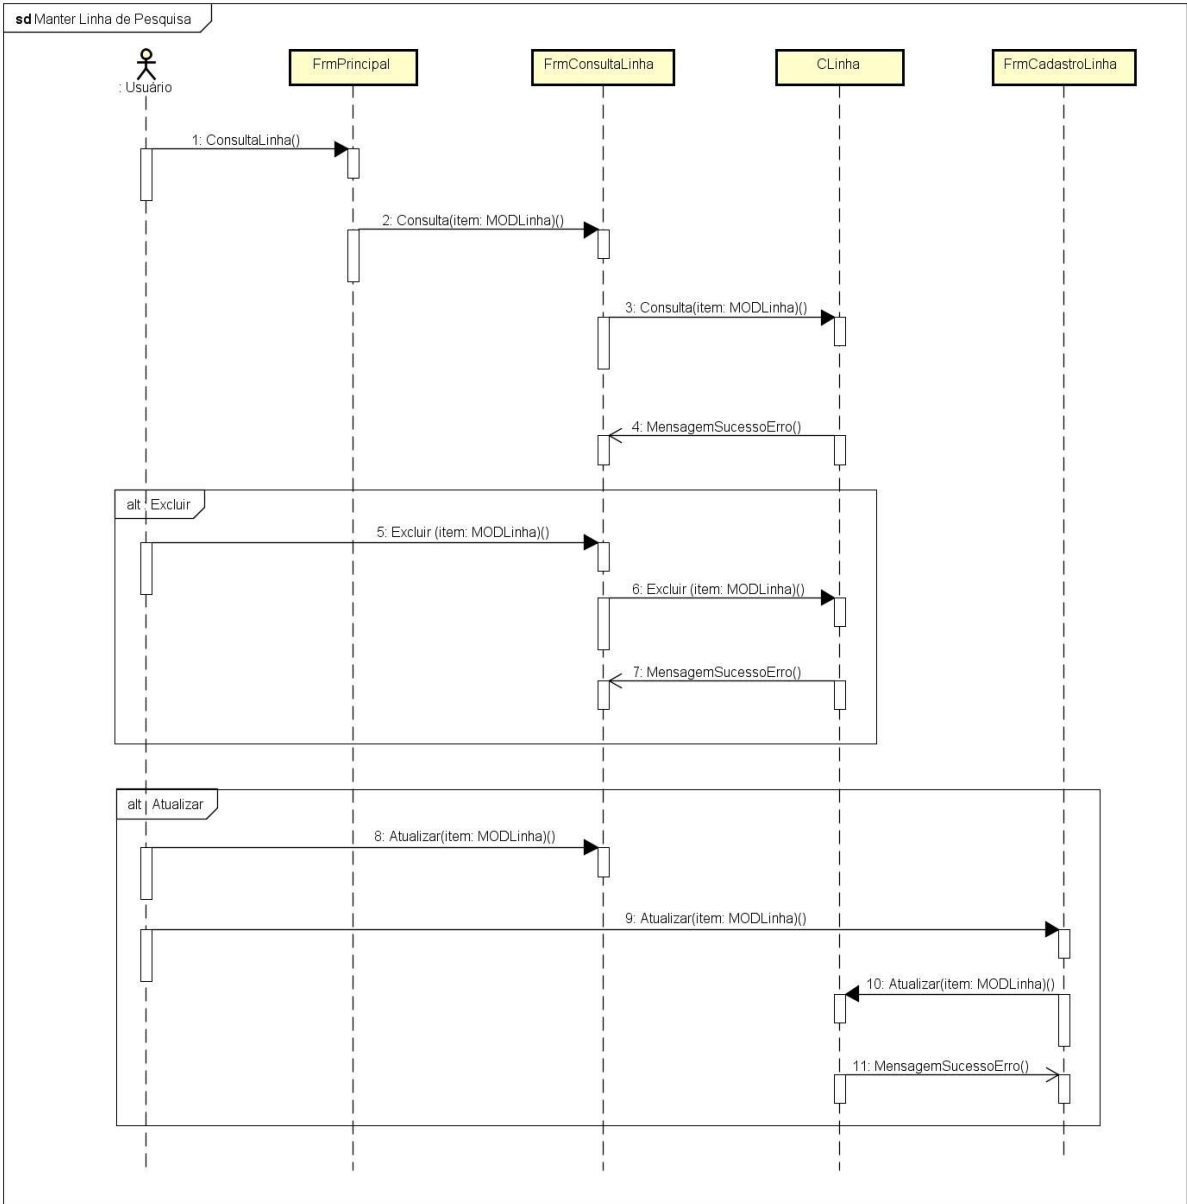 sd Manter Linha de Pesquisa
: Usuário
FrmPrincipal
FrmConsultaLinha
CLinha
FrmCadastroLinha
1: ConsultaLinha()
2: Consulta(item: MODLinha)()
3: Consulta(item: MODLinha)()
4: MensagemSucessoErro()
alt Excluir
5: Excluir (item: MODLinha)()
6: Excluir (item: MODLinha)()
7: MensagemSucessoErro()
alt Atualizar
8: Atualizar(item: MODLinha)()
9: Atualizar(item: MODLinha)()
10: Atualizar(item: MODLinha)()
11: MensagemSucessoErro()